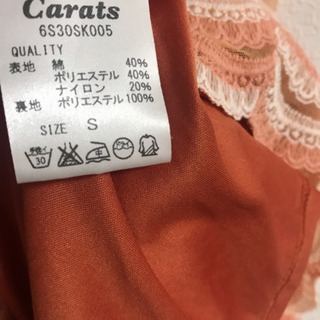 Carats
6S30SK005
QUALITY
表地 綿 40%
ポリエステル 40%
ナイロン 20%
裏地 ポリエステル100%
SIZE S
30